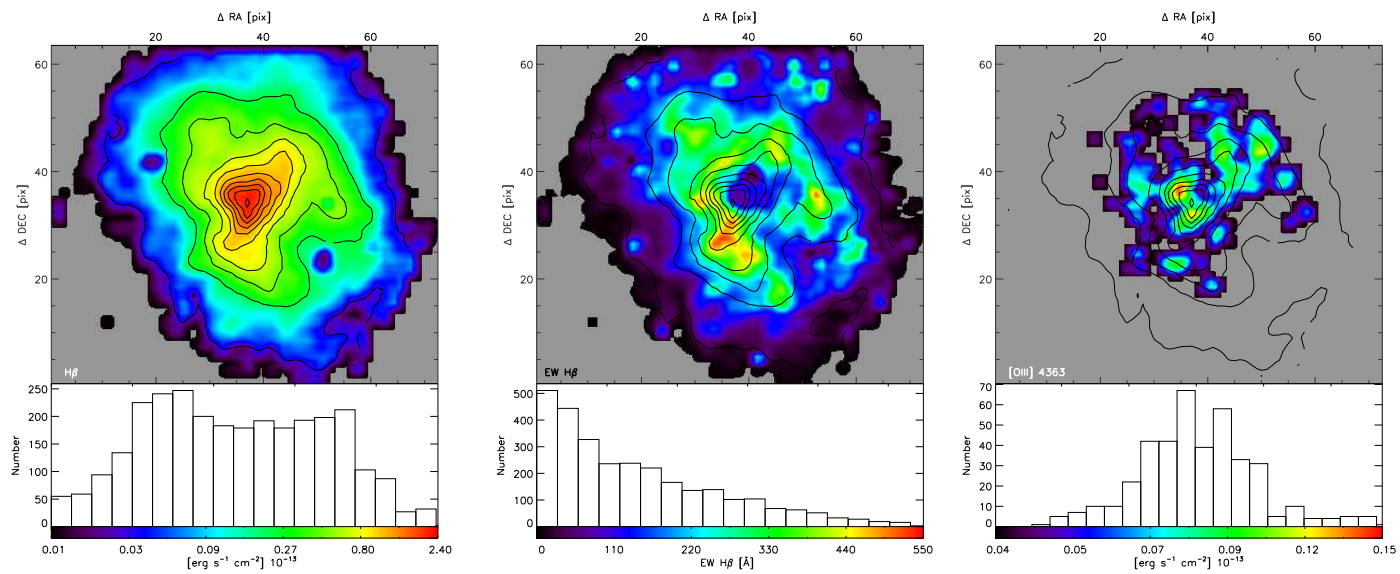 Δ RA [pix]
20 40 60
60
40
20
Δ DEC [pix]
Hβ
250
200
150
100
50
0
Number
0.01 0.03 0.09 0.27 0.80 2.40
[erg s⁻¹ cm⁻²] 10⁻¹³
Δ RA [pix]
20 40 60
60
40
20
Δ DEC [pix]
EW Hβ
500
400
300
200
100
0
Number
0 110 220 330 440 550
EW Hβ [Å]
Δ RA [pix]
20 40 60
60
40
20
Δ DEC [pix]
[OIII] 4363
70
60
50
40
30
20
10
0
Number
0.04 0.05 0.07 0.09 0.12 0.15
[erg s⁻¹ cm⁻²] 10⁻¹³